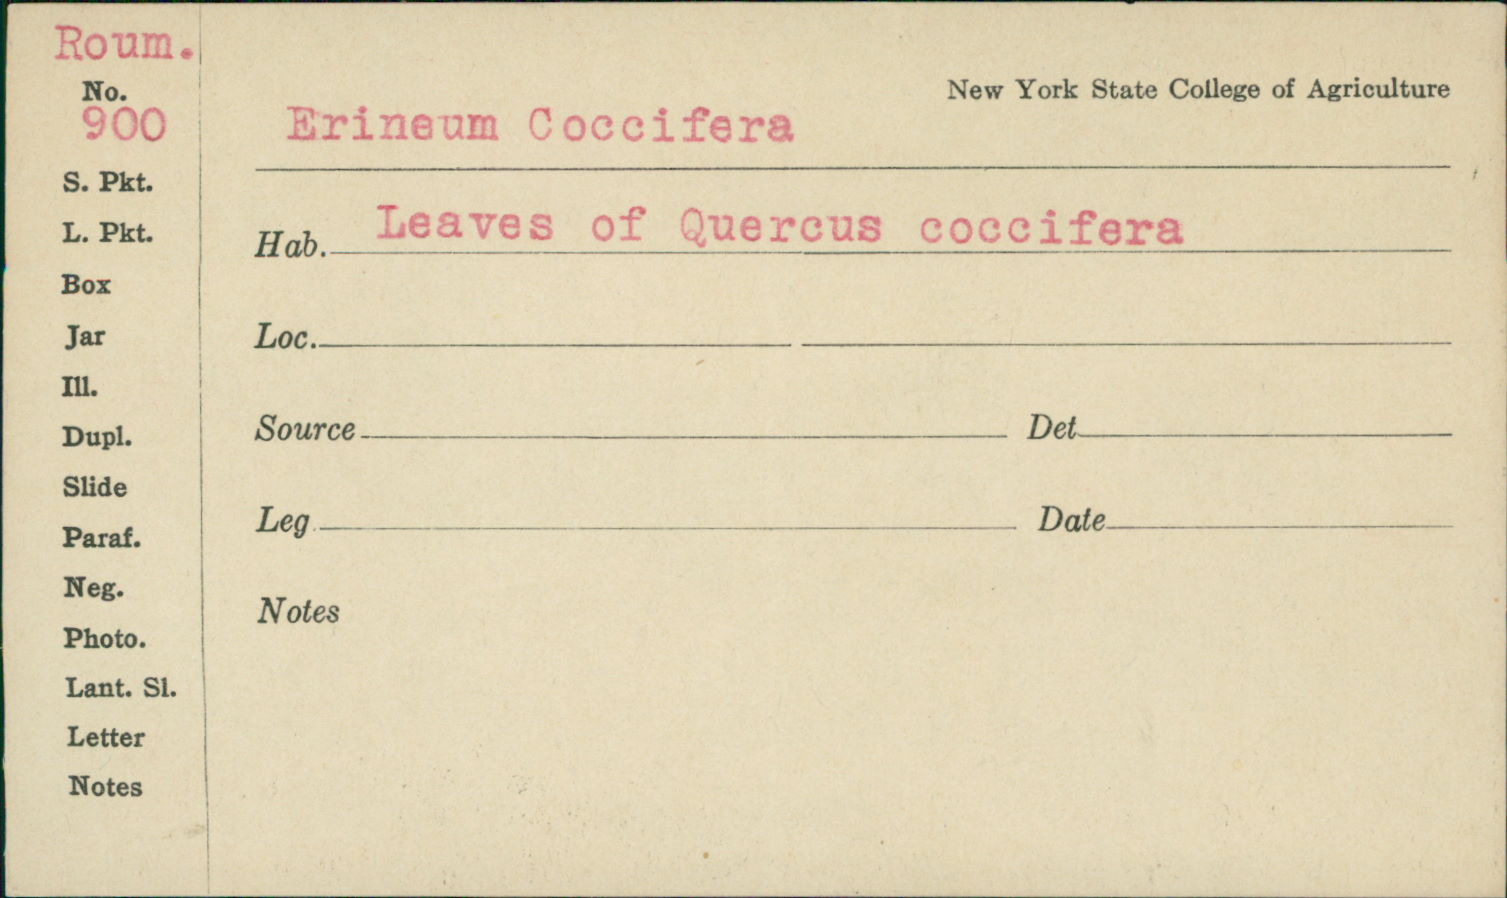 Roum.
No.
900
S. Pkt.
L. Pkt.
Box
Jar
Ill.
Dupl.
Slide
Paraf.
Neg.
Photo.
Lant. Sl.
Letter
Notes
New York State College of Agriculture
Erineum Coccifera
Hab. Leaves of Quercus coccifera
Loc.
Source Det
Leg Date
Notes